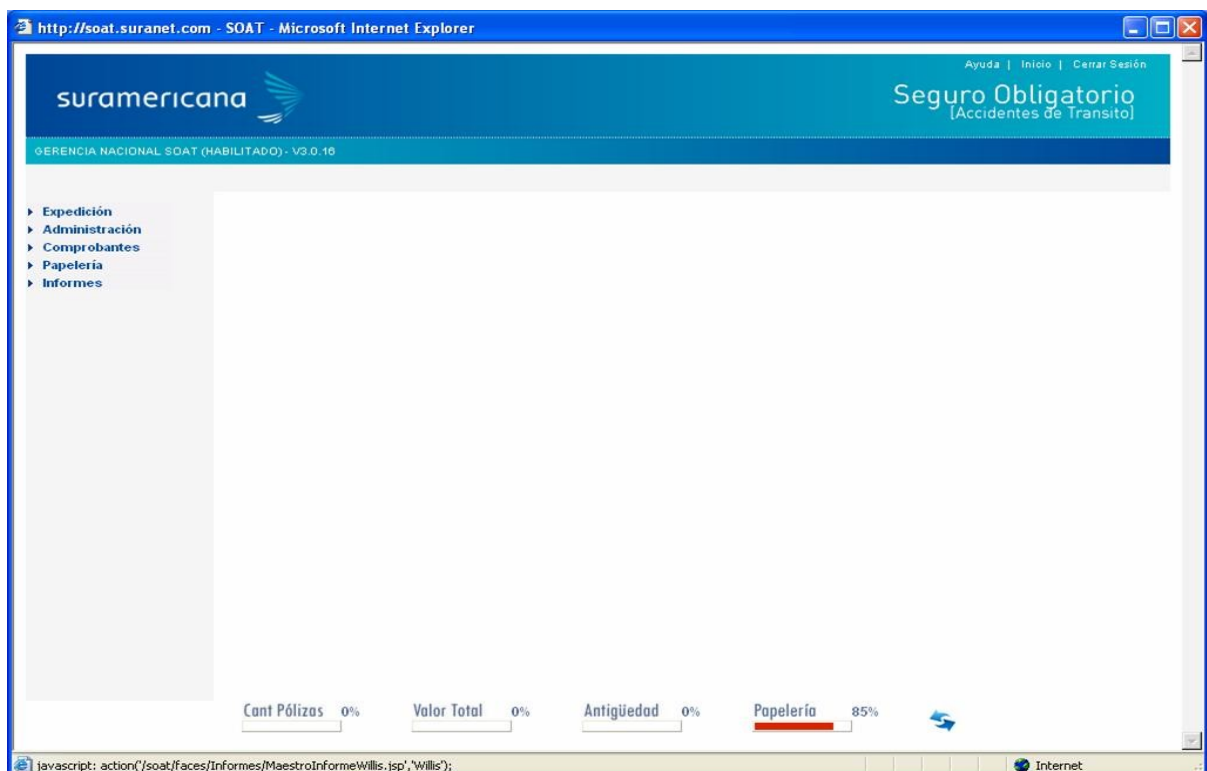 http://soat.suranet.com - SOAT - Microsoft Internet Explorer
Ayuda | Inicio | Cerrar Sesión
suramericana
Seguro Obligatorio
[Accidentes de Transito]
GERENCIA NACIONAL SOAT (HABILITADO) - V3.0.16
Expedición
Administración
Comprobantes
Papelería
Informes
Cant Pólizas 0% Valor Total 0% Antigüedad 0% Papelería 85%
javascript: action('/soat/faces/Informes/MaestroInformeWillis.jsp','Willis'); Internet